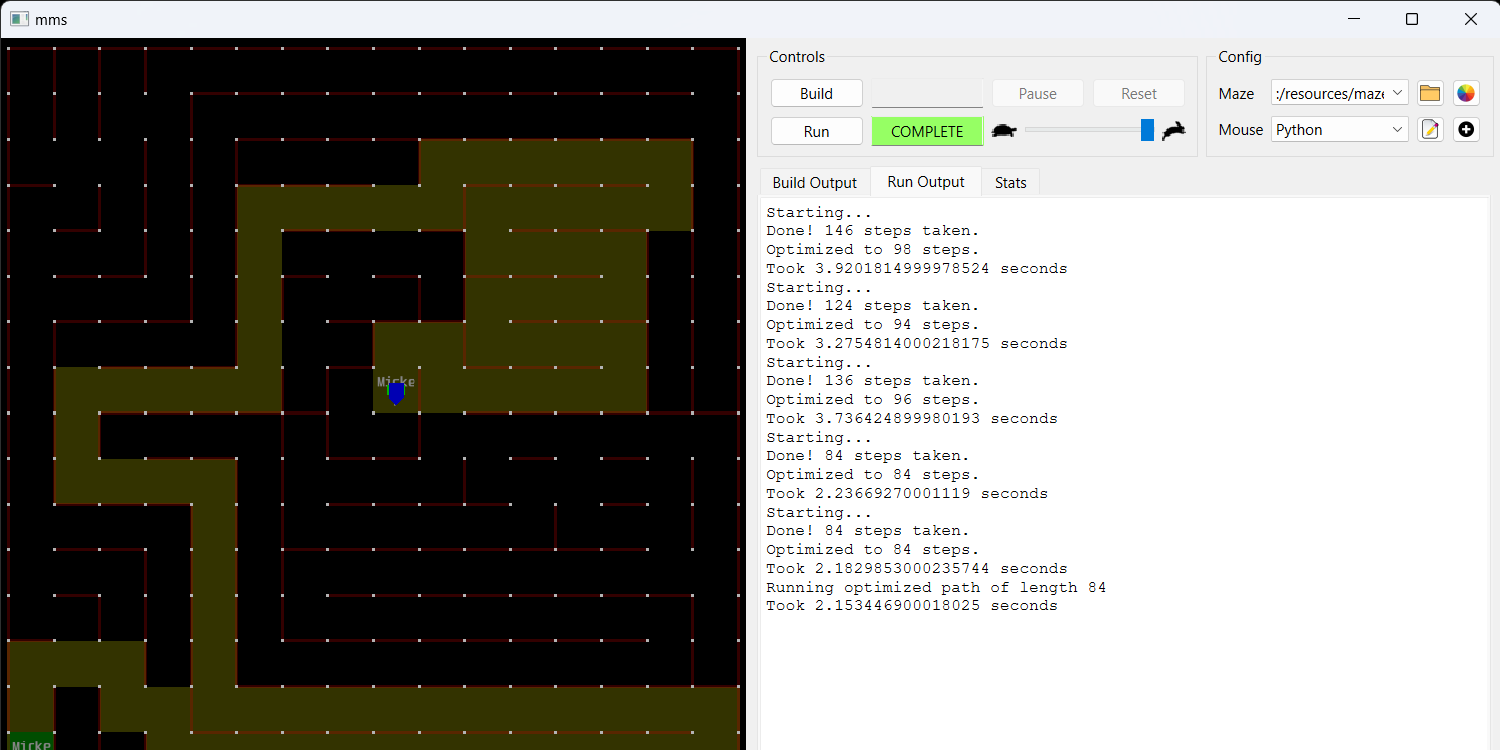 mms
Controls
Config
Build
Pause
Reset
Maze
:/resources/maze
Run
COMPLETE
Mouse
Python
Build Output
Run Output
Stats
Starting...
Done! 146 steps taken.
Optimized to 98 steps.
Took 3.9201814999978524 seconds
Starting...
Done! 124 steps taken.
Optimized to 94 steps.
Took 3.2754814000218175 seconds
Starting...
Done! 136 steps taken.
Optimized to 96 steps.
Took 3.736424899980193 seconds
Starting...
Done! 84 steps taken.
Optimized to 84 steps.
Took 2.23669270001119 seconds
Starting...
Done! 84 steps taken.
Optimized to 84 steps.
Took 2.1829853000235744 seconds
Running optimized path of length 84
Took 2.153446900018025 seconds
Micke
Micke